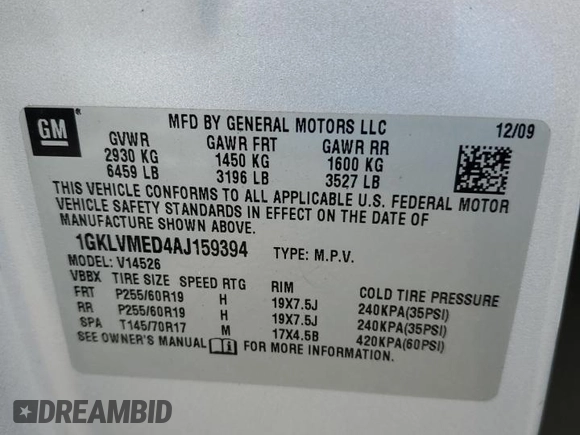 GM
MFD BY GENERAL MOTORS LLC 12/09
GVWR GAWR FRT GAWR RR
2930 KG 1450 KG 1600 KG
6459 LB 3196 LB 3527 LB
THIS VEHICLE CONFORMS TO ALL APPLICABLE U.S. FEDERAL MOTOR
VEHICLE SAFETY STANDARDS IN EFFECT ON THE DATE OF
MANUFACTURE SHOWN ABOVE.
1GKLVMED4AJ159394 TYPE: M.P.V.
MODEL: V14526
VBBX TIRE SIZE SPEED RTG RIM COLD TIRE PRESSURE
FRT P255/60R19 H 19X7.5J 240KPA(35PSI)
RR P255/60R19 H 19X7.5J 240KPA(35PSI)
SPA T145/70R17 M 17X4.5B 420KPA(60PSI)
SEE OWNER'S MANUAL FOR MORE INFORMATION.
DREAMBID